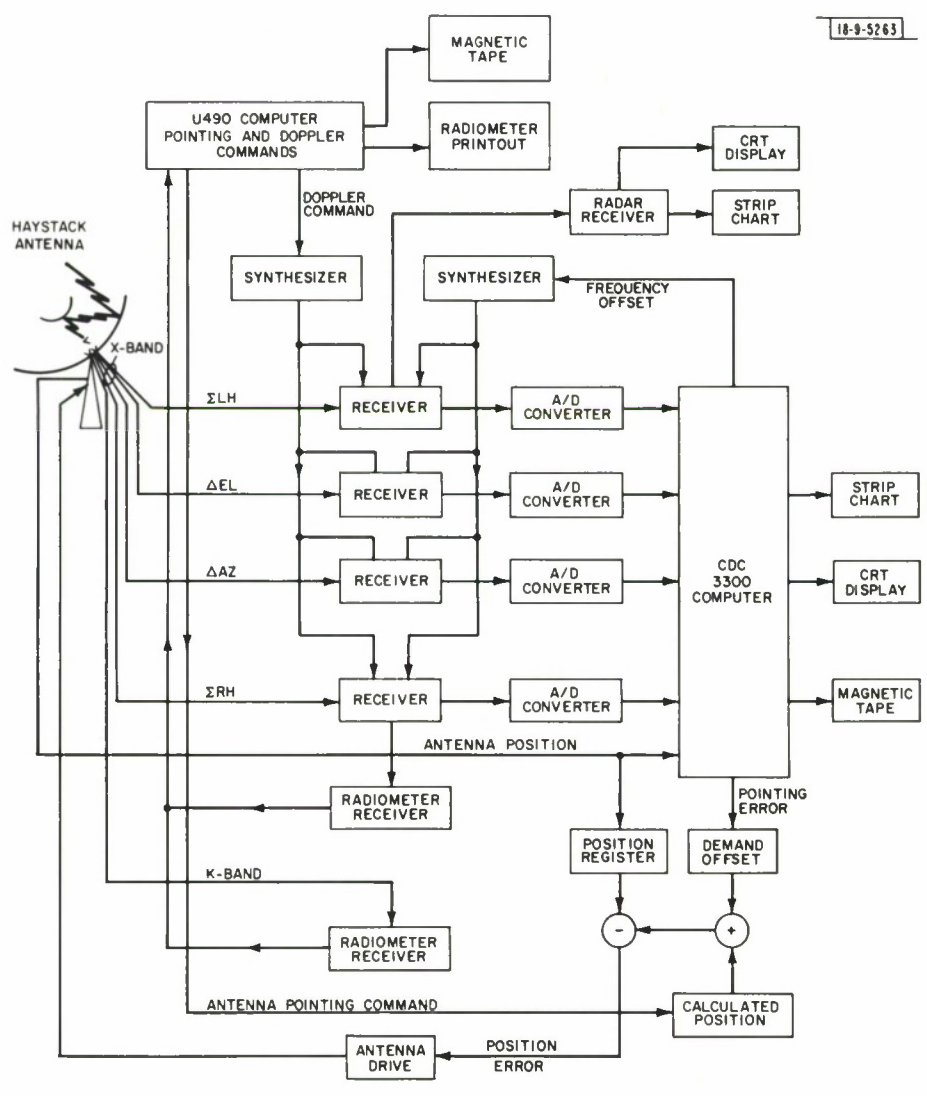 18-9-5263
MAGNETIC
TAPE
U490 COMPUTER
POINTING AND DOPPLER
COMMANDS
RADIOMETER
PRINTOUT
CRT
DISPLAY
DOPPLER
COMMAND
RADAR
RECEIVER
STRIP
CHART
HAYSTACK
ANTENNA
SYNTHESIZER
SYNTHESIZER
FREQUENCY
OFFSET
X-BAND
ΣLH
RECEIVER
A/D
CONVERTER
ΔEL
RECEIVER
A/D
CONVERTER
STRIP
CHART
ΔAZ
RECEIVER
A/D
CONVERTER
CDC
3300
COMPUTER
CRT
DISPLAY
ΣRH
RECEIVER
A/D
CONVERTER
MAGNETIC
TAPE
ANTENNA POSITION
RADIOMETER
RECEIVER
POINTING
ERROR
POSITION
REGISTER
DEMAND
OFFSET
K-BAND
RADIOMETER
RECEIVER
-
+
ANTENNA POINTING COMMAND
CALCULATED
POSITION
ANTENNA
DRIVE
POSITION
ERROR